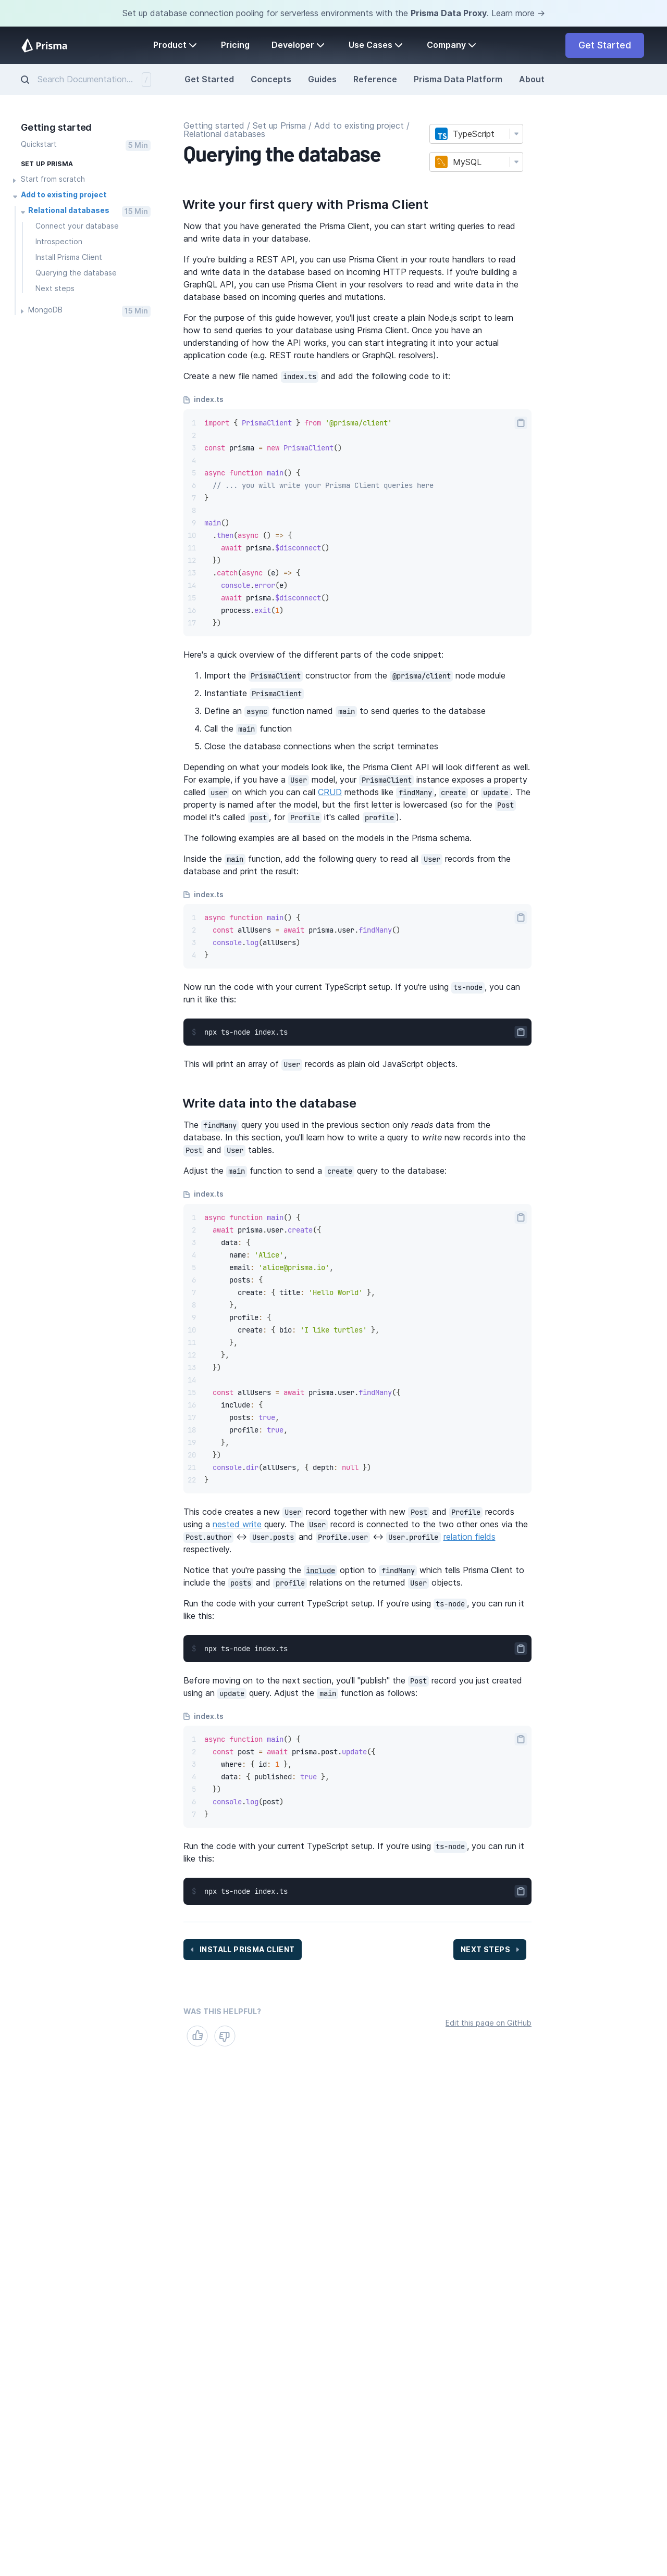 Set up database connection pooling for serverless environments with the Prisma Data Proxy. Learn more →
Prisma
Product
Pricing
Developer
Use Cases
Company
Get Started
Search Documentation...
/
Get Started
Concepts
Guides
Reference
Prisma Data Platform
About
Getting started
Quickstart
5 Min
SET UP PRISMA
Start from scratch
Add to existing project
Relational databases
15 Min
Connect your database
Introspection
Install Prisma Client
Querying the database
Next steps
MongoDB
15 Min
Getting started / Set up Prisma / Add to existing project /
Relational databases
TypeScript
MySQL
Querying the database
Write your first query with Prisma Client
Now that you have generated the Prisma Client, you can start writing queries to read
and write data in your database.
If you're building a REST API, you can use Prisma Client in your route handlers to read
and write data in the database based on incoming HTTP requests. If you're building a
GraphQL API, you can use Prisma Client in your resolvers to read and write data in the
database based on incoming queries and mutations.
For the purpose of this guide however, you'll just create a plain Node.js script to learn
how to send queries to your database using Prisma Client. Once you have an
understanding of how the API works, you can start integrating it into your actual
application code (e.g. REST route handlers or GraphQL resolvers).
Create a new file named index.ts and add the following code to it:
index.ts
1 import { PrismaClient } from '@prisma/client'
2
3 const prisma = new PrismaClient()
4
5 async function main() {
6 // ... you will write your Prisma Client queries here
7 }
8
9 main()
10 .then(async () => {
11 await prisma.$disconnect()
12 })
13 .catch(async (e) => {
14 console.error(e)
15 await prisma.$disconnect()
16 process.exit(1)
17 })
Here's a quick overview of the different parts of the code snippet:
1. Import the PrismaClient constructor from the @prisma/client node module
2. Instantiate PrismaClient
3. Define an async function named main to send queries to the database
4. Call the main function
5. Close the database connections when the script terminates
Depending on what your models look like, the Prisma Client API will look different as well.
For example, if you have a User model, your PrismaClient instance exposes a property
called user on which you can call CRUD methods like findMany, create or update. The
property is named after the model, but the first letter is lowercased (so for the Post
model it's called post, for Profile it's called profile).
The following examples are all based on the models in the Prisma schema.
Inside the main function, add the following query to read all User records from the
database and print the result:
index.ts
1 async function main() {
2 const allUsers = await prisma.user.findMany()
3 console.log(allUsers)
4 }
Now run the code with your current TypeScript setup. If you're using ts-node, you can
run it like this:
$ npx ts-node index.ts
This will print an array of User records as plain old JavaScript objects.
Write data into the database
The findMany query you used in the previous section only reads data from the
database. In this section, you'll learn how to write a query to write new records into the
Post and User tables.
Adjust the main function to send a create query to the database:
index.ts
1 async function main() {
2 await prisma.user.create({
3 data: {
4 name: 'Alice',
5 email: 'alice@prisma.io',
6 posts: {
7 create: { title: 'Hello World' },
8 },
9 profile: {
10 create: { bio: 'I like turtles' },
11 },
12 },
13 })
14
15 const allUsers = await prisma.user.findMany({
16 include: {
17 posts: true,
18 profile: true,
19 },
20 })
21 console.dir(allUsers, { depth: null })
22 }
This code creates a new User record together with new Post and Profile records
using a nested write query. The User record is connected to the two other ones via the
Post.author ↔ User.posts and Profile.user ↔ User.profile relation fields
respectively.
Notice that you're passing the include option to findMany which tells Prisma Client to
include the posts and profile relations on the returned User objects.
Run the code with your current TypeScript setup. If you're using ts-node, you can run it
like this:
$ npx ts-node index.ts
Before moving on to the next section, you'll "publish" the Post record you just created
using an update query. Adjust the main function as follows:
index.ts
1 async function main() {
2 const post = await prisma.post.update({
3 where: { id: 1 },
4 data: { published: true },
5 })
6 console.log(post)
7 }
Run the code with your current TypeScript setup. If you're using ts-node, you can run it
like this:
$ npx ts-node index.ts
INSTALL PRISMA CLIENT
NEXT STEPS
WAS THIS HELPFUL?
Edit this page on GitHub